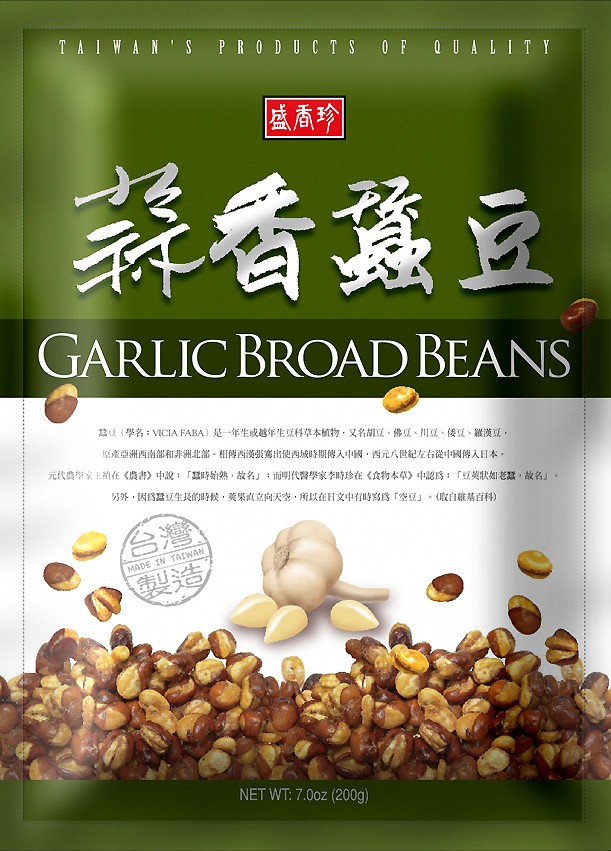 TAIWAN'S PRODUCTS OF QUALITY
盛香珍
蒜香蠶豆
GARLIC BROAD BEANS
蠶豆（學名：VICIA FABA）是一年生或越年生豆科草本植物，又名胡豆、佛豆、川豆、倭豆、羅漢豆，
原產亞洲西南部和非洲北部。相傳西漢張騫出使西域時期傳入中國，西元八世紀左右從中國傳入日本。
元代農學家王禎在《農書》中說：「蠶時始熟，故名」；而明代醫學家李時珍在《食物本草》中認為：「豆莢狀如老蠶，故名」。
另外，因為蠶豆生長的時候，莢果直立向天空，所以在日文中有時寫為「空豆」。(取自維基百科)
台灣
MADE IN TAIWAN
製造
NET WT: 7.0oz (200g)